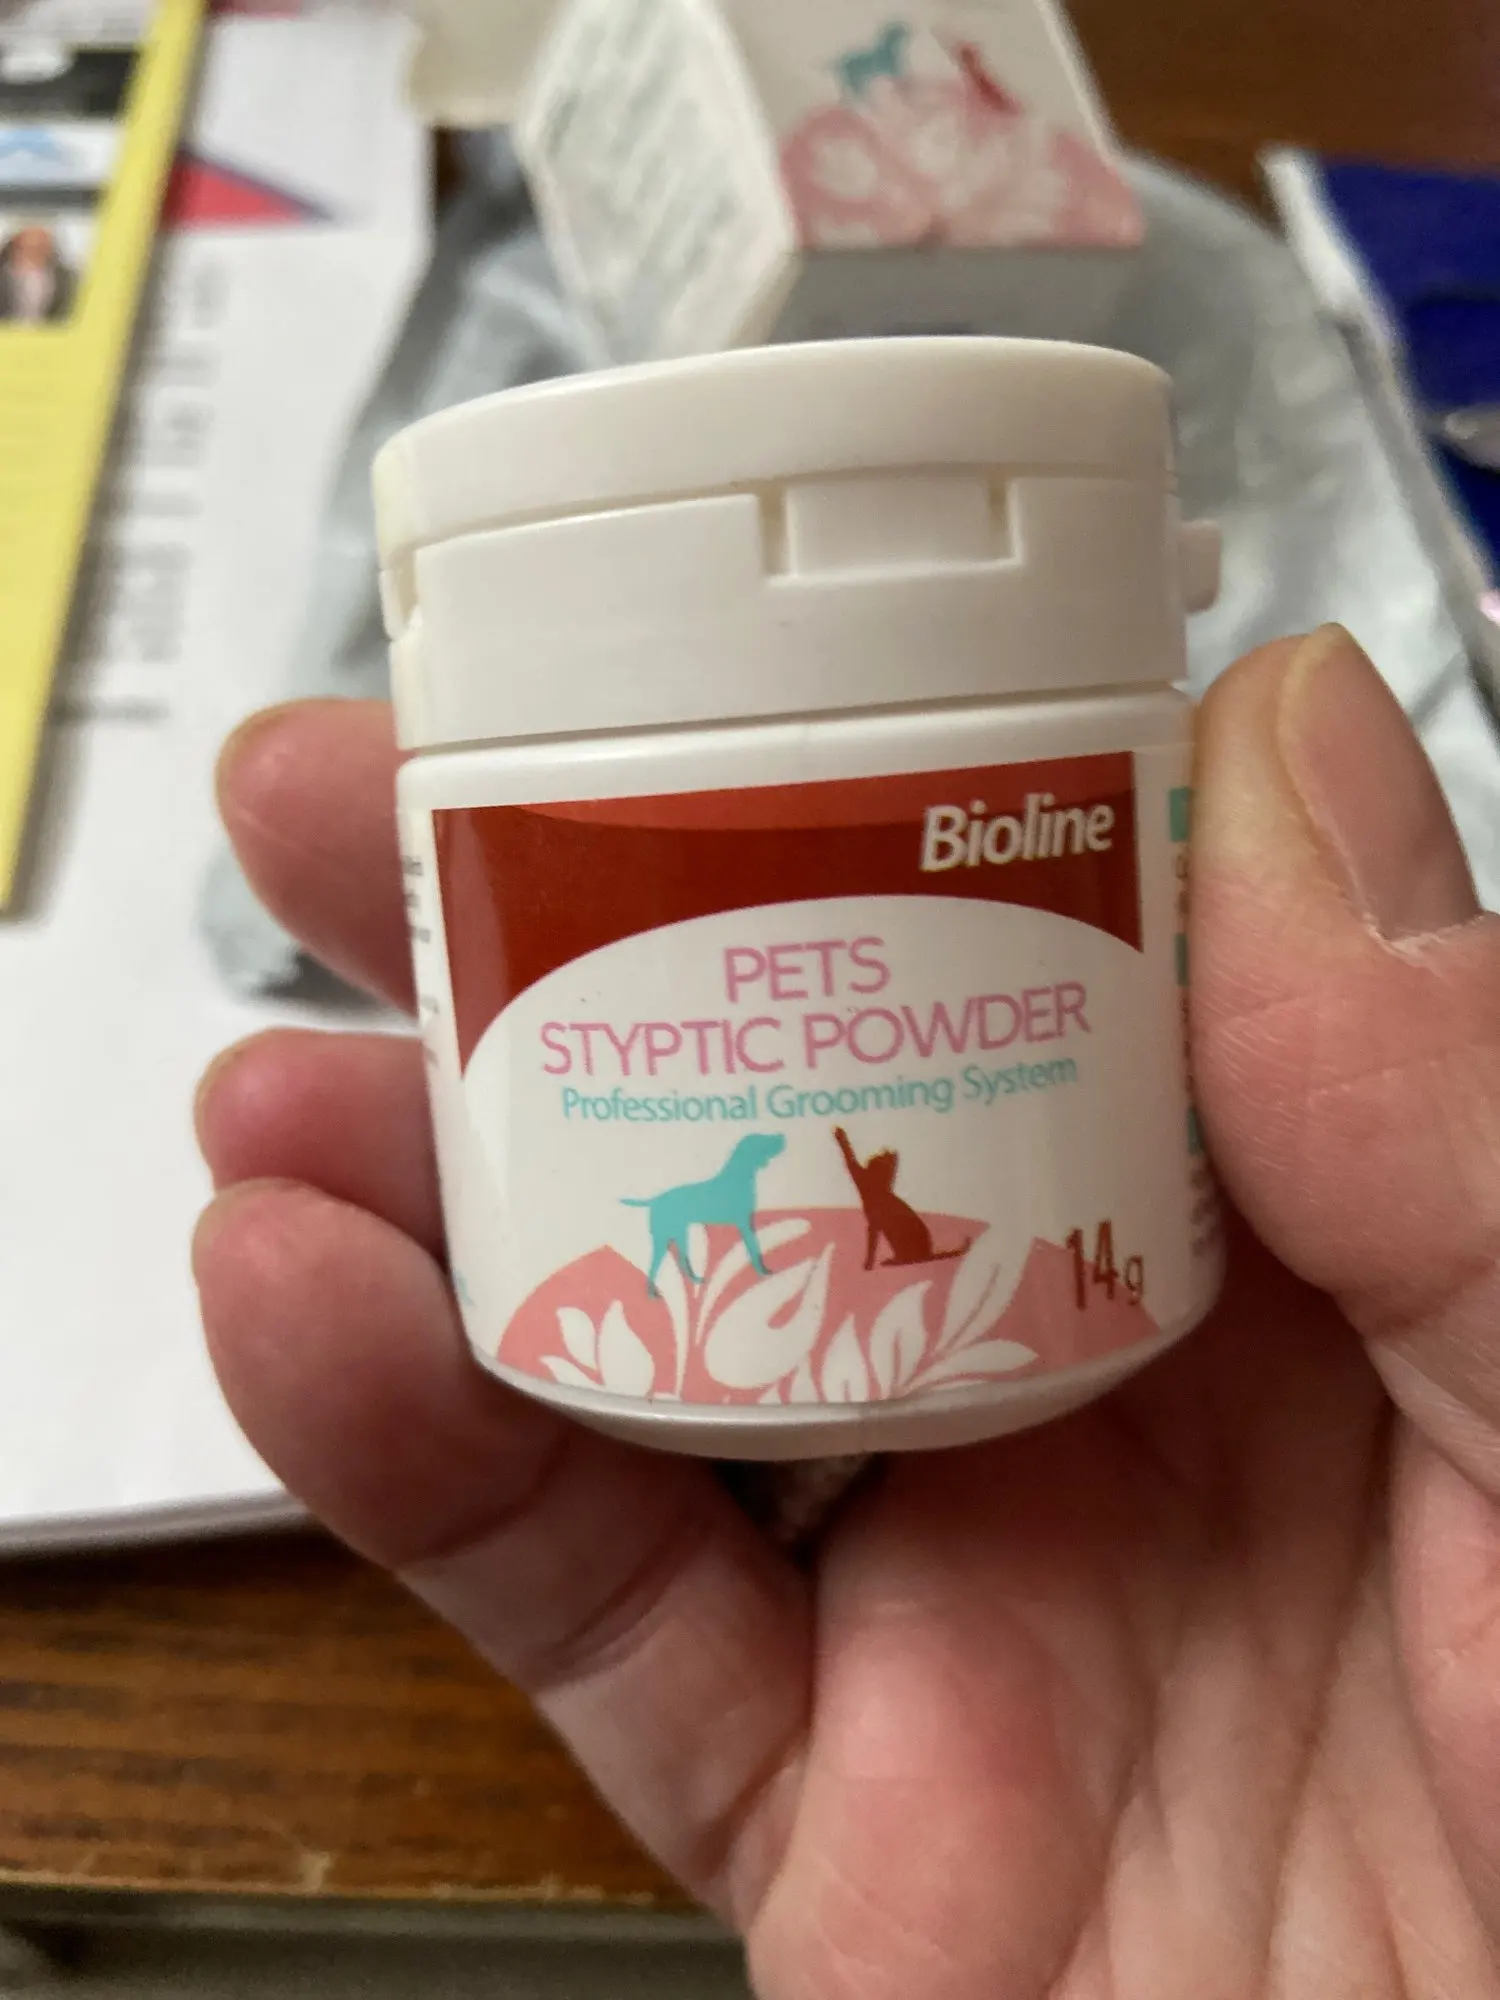 Bioline
PETS
STYPTIC POWDER
Professional Grooming System
14g